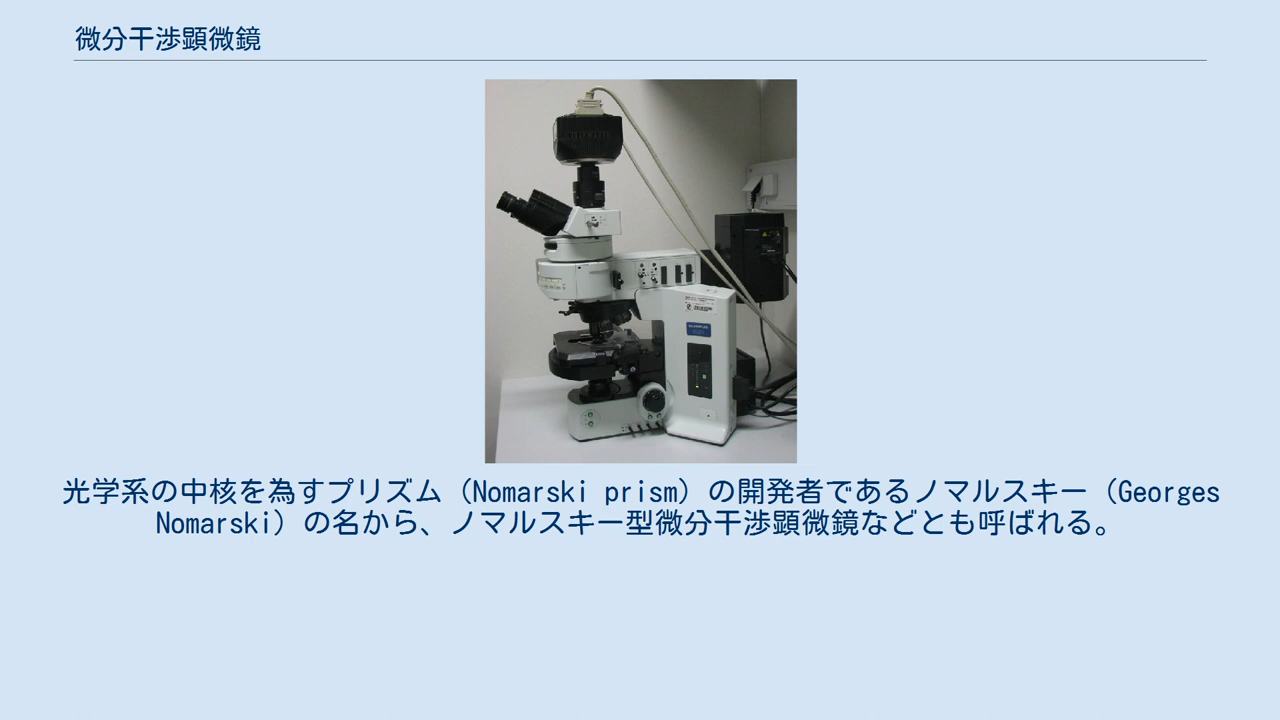 微分干渉顕微鏡
光学系の中核を為すプリズム（Nomarski prism）の開発者であるノマルスキー（Georges
Nomarski）の名から、ノマルスキー型微分干渉顕微鏡などとも呼ばれる。